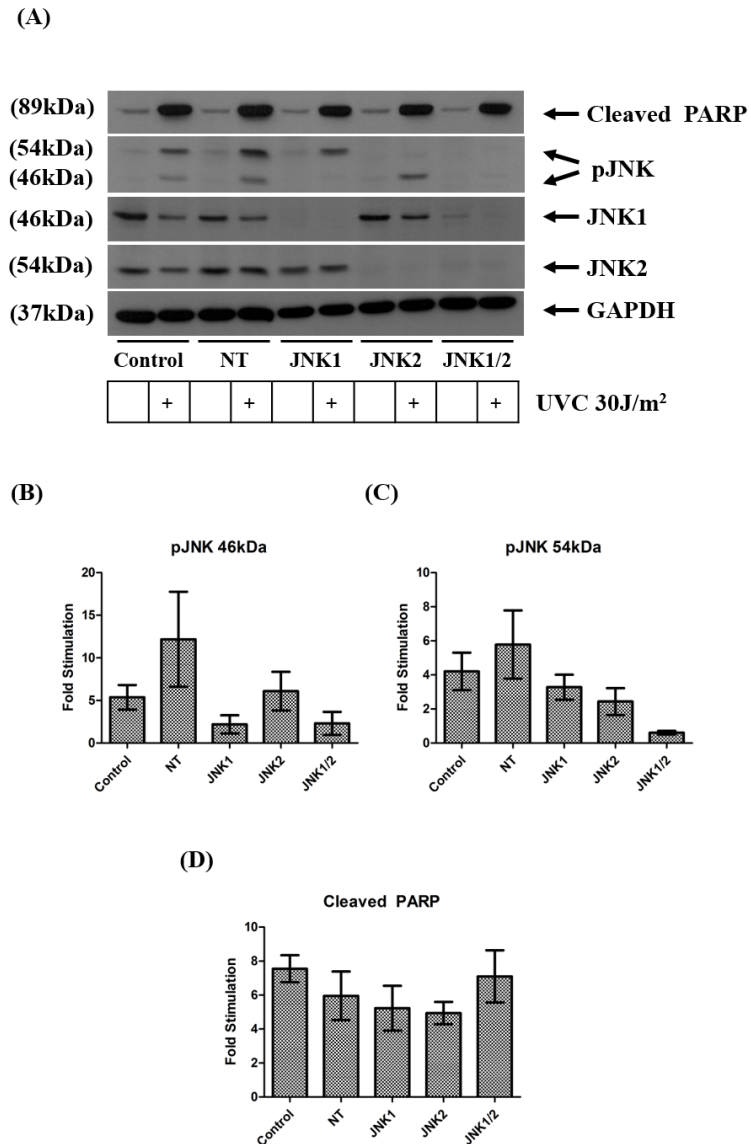 (A)
(89kDa) Cleaved PARP
(54kDa)
pJNK
(46kDa)
(46kDa) JNK1
(54kDa) JNK2
(37kDa) GAPDH
Control NT JNK1 JNK2 JNK1/2
+ + + + + UVC 30J/m²
(B)
pJNK 46kDa
Fold Stimulation
20
15
10
5
0
Control NT JNK1 JNK2 JNK1/2
(C)
pJNK 54kDa
Fold Stimulation
10
8
6
4
2
0
Control NT JNK1 JNK2 JNK1/2
(D)
Cleaved PARP
Fold Stimulation
10
8
6
4
2
0
Control NT JNK1 JNK2 JNK1/2